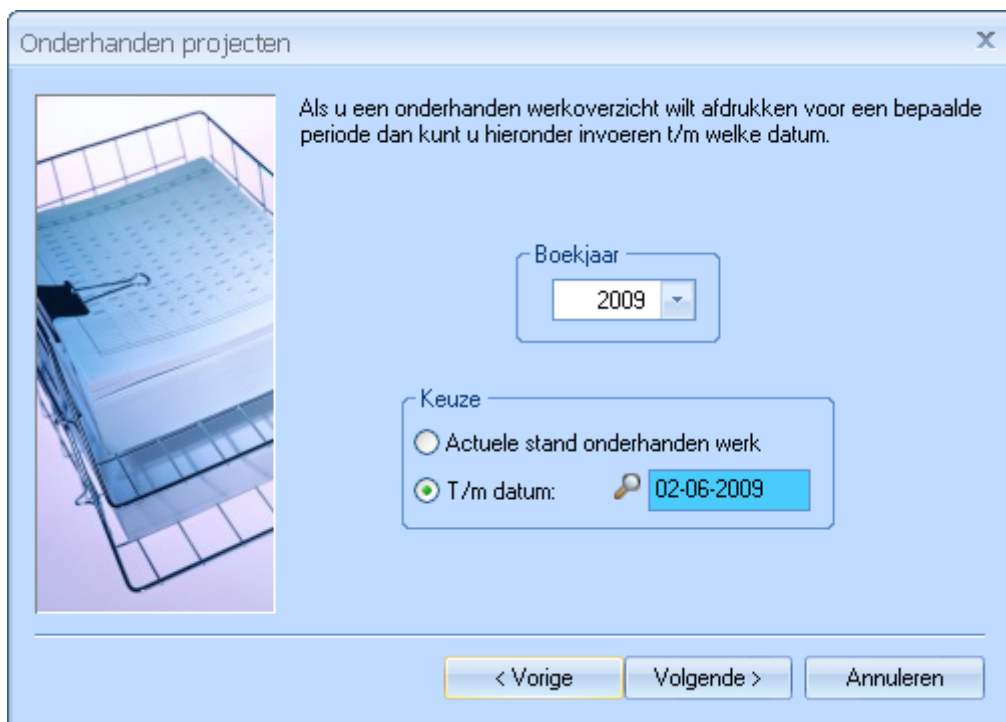 Onderhanden projecten
Als u een onderhanden werkoverzicht wilt afdrukken voor een bepaalde
periode dan kunt u hieronder invoeren t/m welke datum.
Boekjaar
2009
Keuze
Actuele stand onderhanden werk
T/m datum: 02-06-2009
< Vorige Volgende > Annuleren